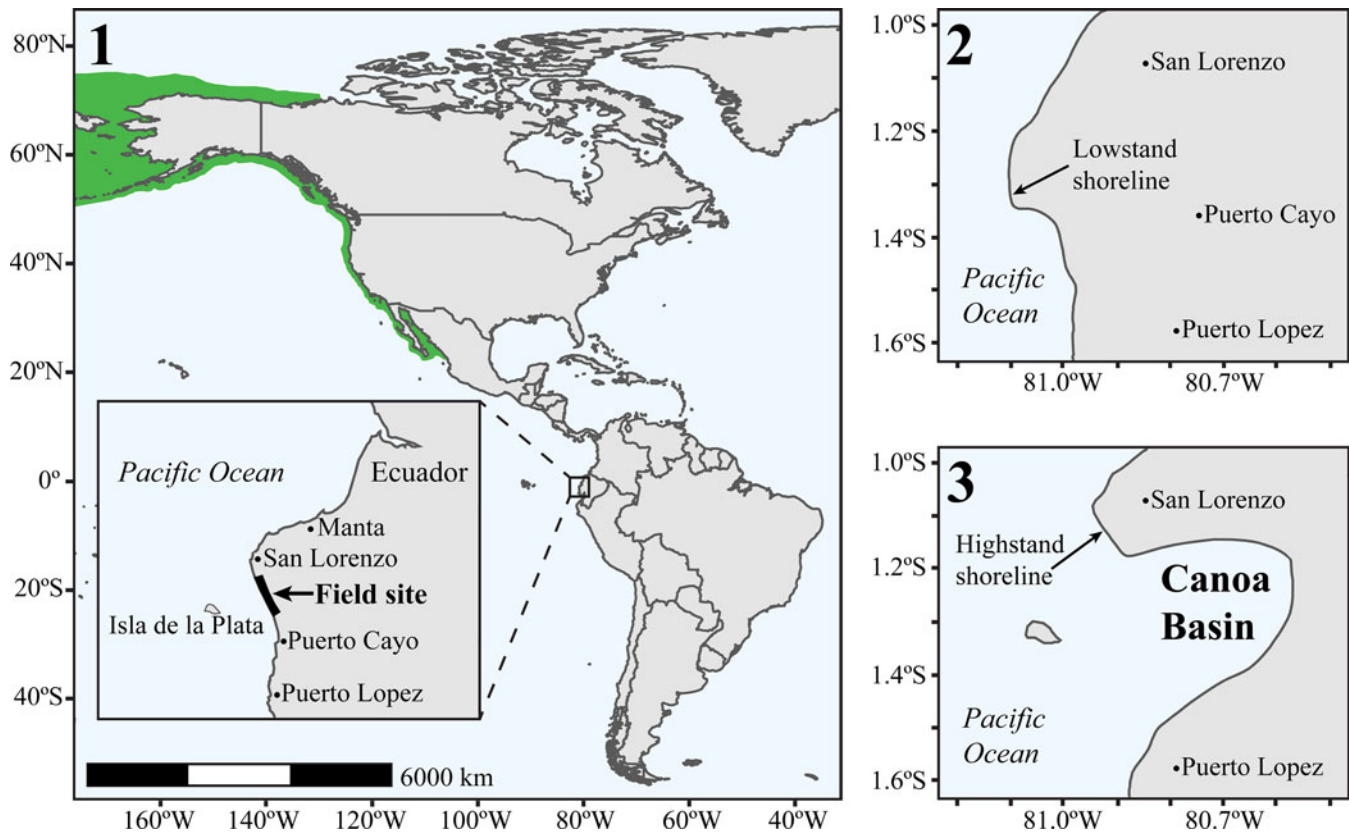 1
80ºN
60ºN
40ºN
20ºN
0º
20ºS
40ºS
160ºW
140ºW
120ºW
100ºW
80ºW
60ºW
40ºW
Pacific Ocean
Ecuador
Manta
San Lorenzo
Field site
Isla de la Plata
Puerto Cayo
Puerto Lopez
6000 km
2
1.0ºS
1.2ºS
1.4ºS
1.6ºS
San Lorenzo
Lowstand
shoreline
Puerto Cayo
Pacific
Ocean
Puerto Lopez
81.0ºW
80.7ºW
3
1.0ºS
1.2ºS
1.4ºS
1.6ºS
San Lorenzo
Highstand
shoreline
Canoa
Basin
Pacific
Ocean
Puerto Lopez
81.0ºW
80.7ºW